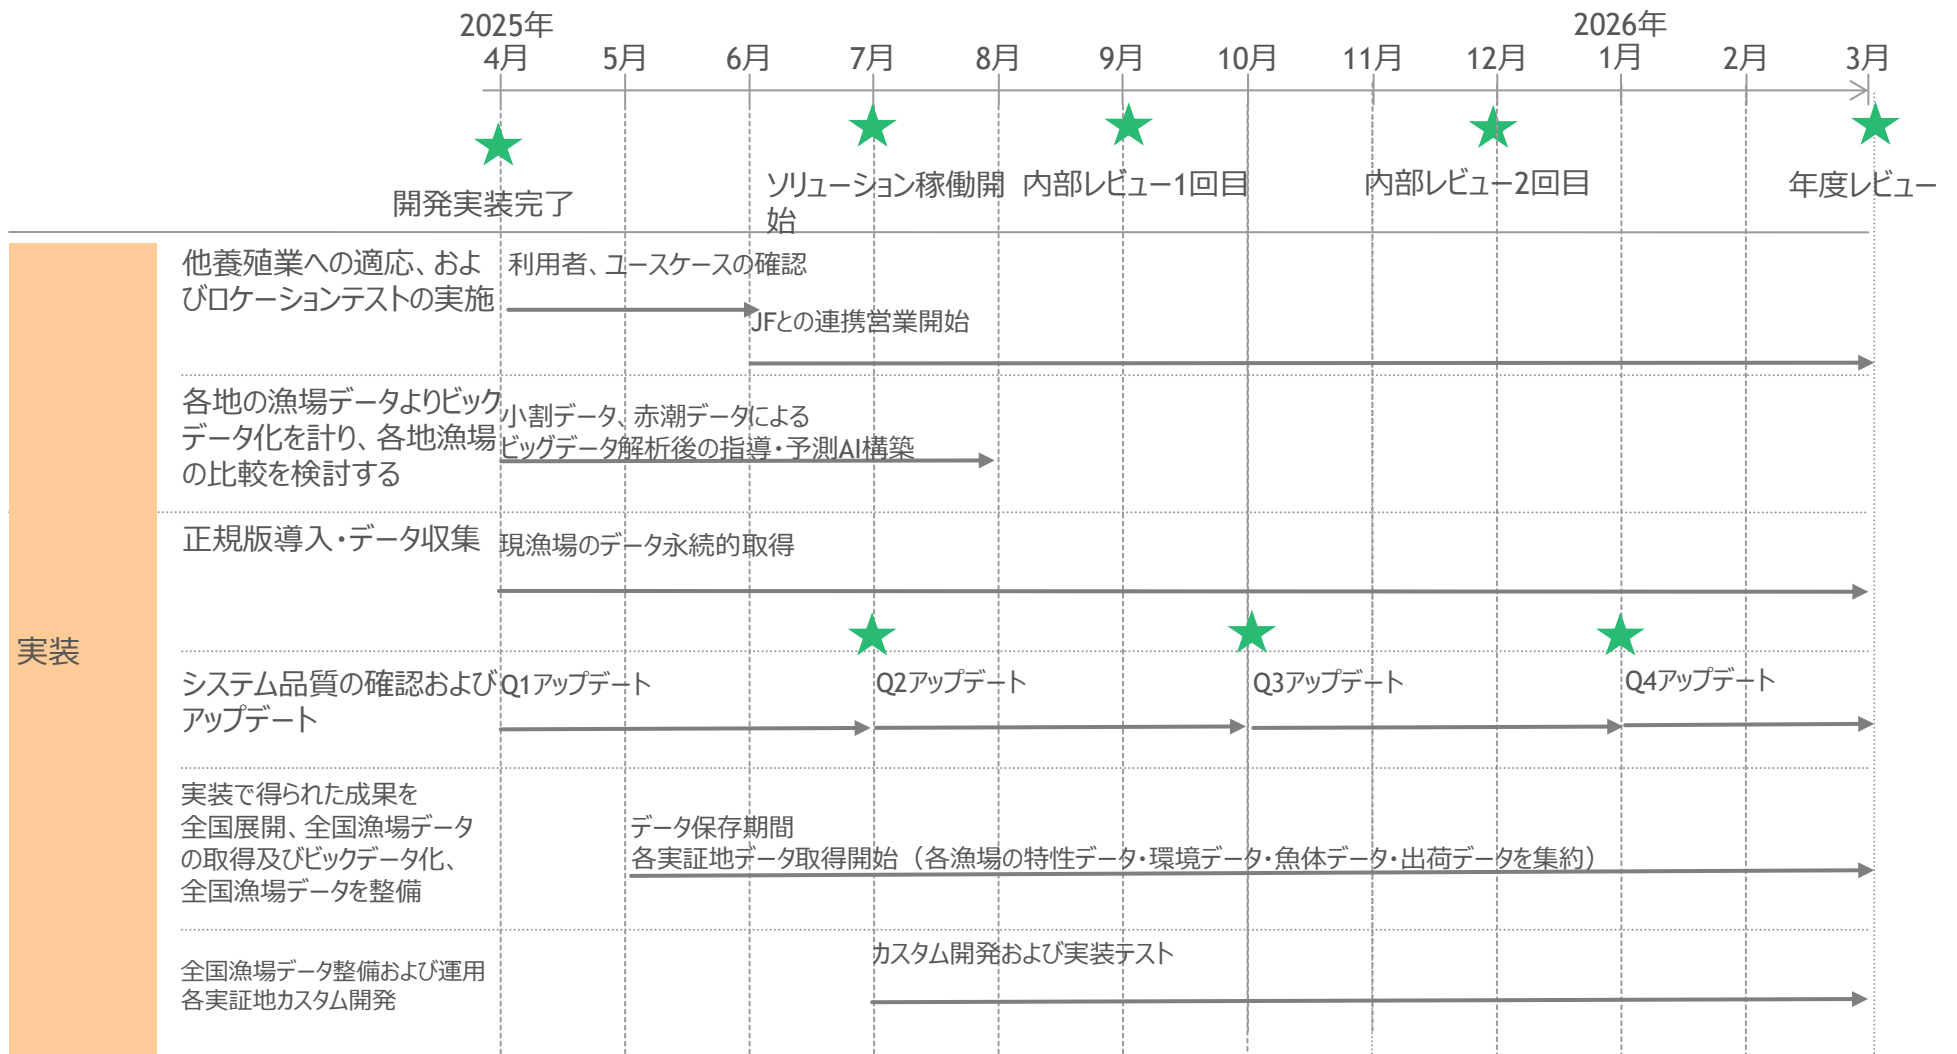 2025年
2026年
4月
5月
6月
7月
8月
9月
10月
11月
12月
1月
2月
3月
開発実装完了
ソリューション稼働開
始
内部レビュー1回目
内部レビュー2回目
年度レビュー
実装
他養殖業への適応、およ
びロケーションテストの実施
利用者、ユースケースの確認
JFとの連携営業開始
各地の漁場データよりビック
データ化を計り、各地漁場
の比較を検討する
小割データ、赤潮データによる
ビッグデータ解析後の指導・予測AI構築
正規版導入・データ収集
現漁場のデータ永続的取得
システム品質の確認および
アップデート
Q1アップデート
Q2アップデート
Q3アップデート
Q4アップデート
実装で得られた成果を
全国展開、全国漁場データ
の取得及びビックデータ化、
全国漁場データを整備
データ保存期間
各実証地データ取得開始（各漁場の特性データ・環境データ・魚体データ・出荷データを集約）
全国漁場データ整備および運用
各実証地カスタム開発
カスタム開発および実装テスト